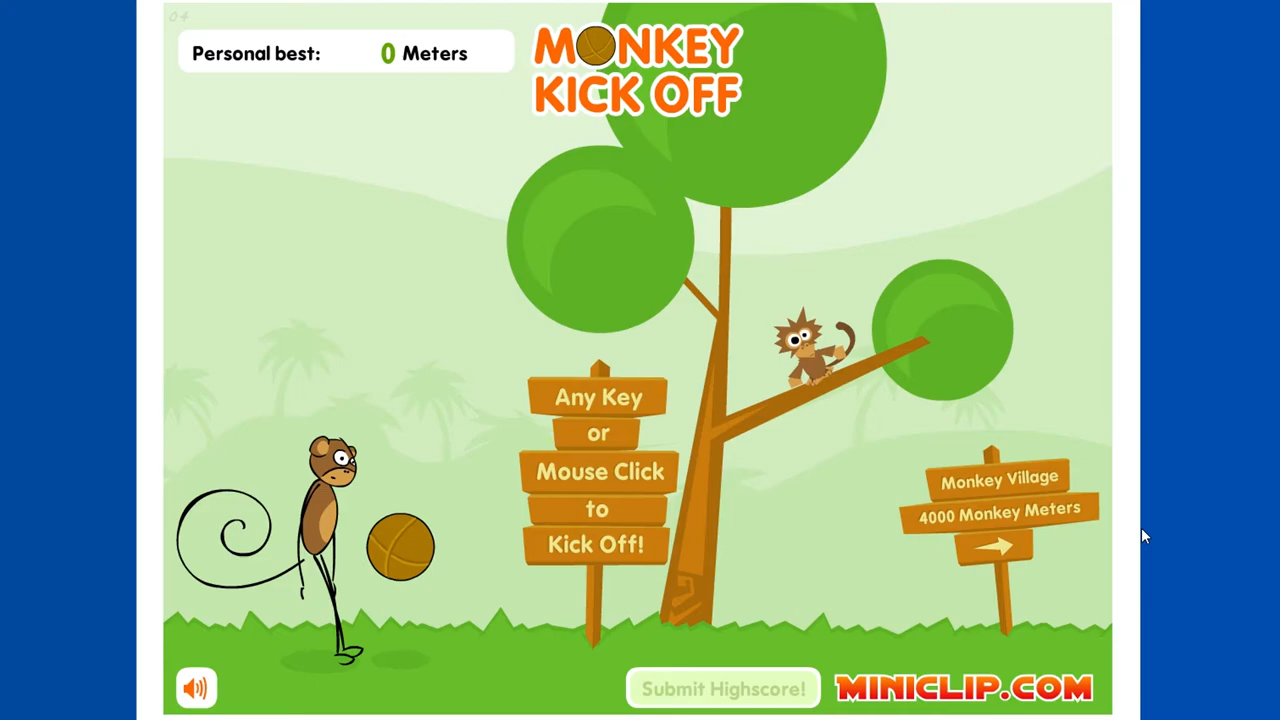 04
Personal best: 0 Meters
MONKEY
KICK OFF
Any Key
or
Mouse Click
to
Kick Off!
Monkey Village
4000 Monkey Meters
Submit Highscore!
MINICLIP.COM